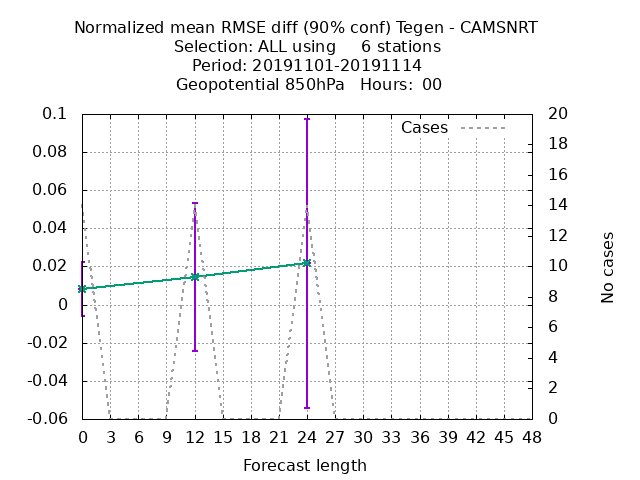 Normalized mean RMSE diff (90% conf) Tegen - CAMSNRT
Selection: ALL using     6 stations
Period: 20191101-20191114
Geopotential 850hPa   Hours:  00
Cases
0.1
0.08
0.06
0.04
0.02
0
-0.02
-0.04
-0.06
20
18
16
14
12
10
8
6
4
2
0
No cases
0 3 6 9 12 15 18 21 24 27 30 33 36 39 42 45 48
Forecast length